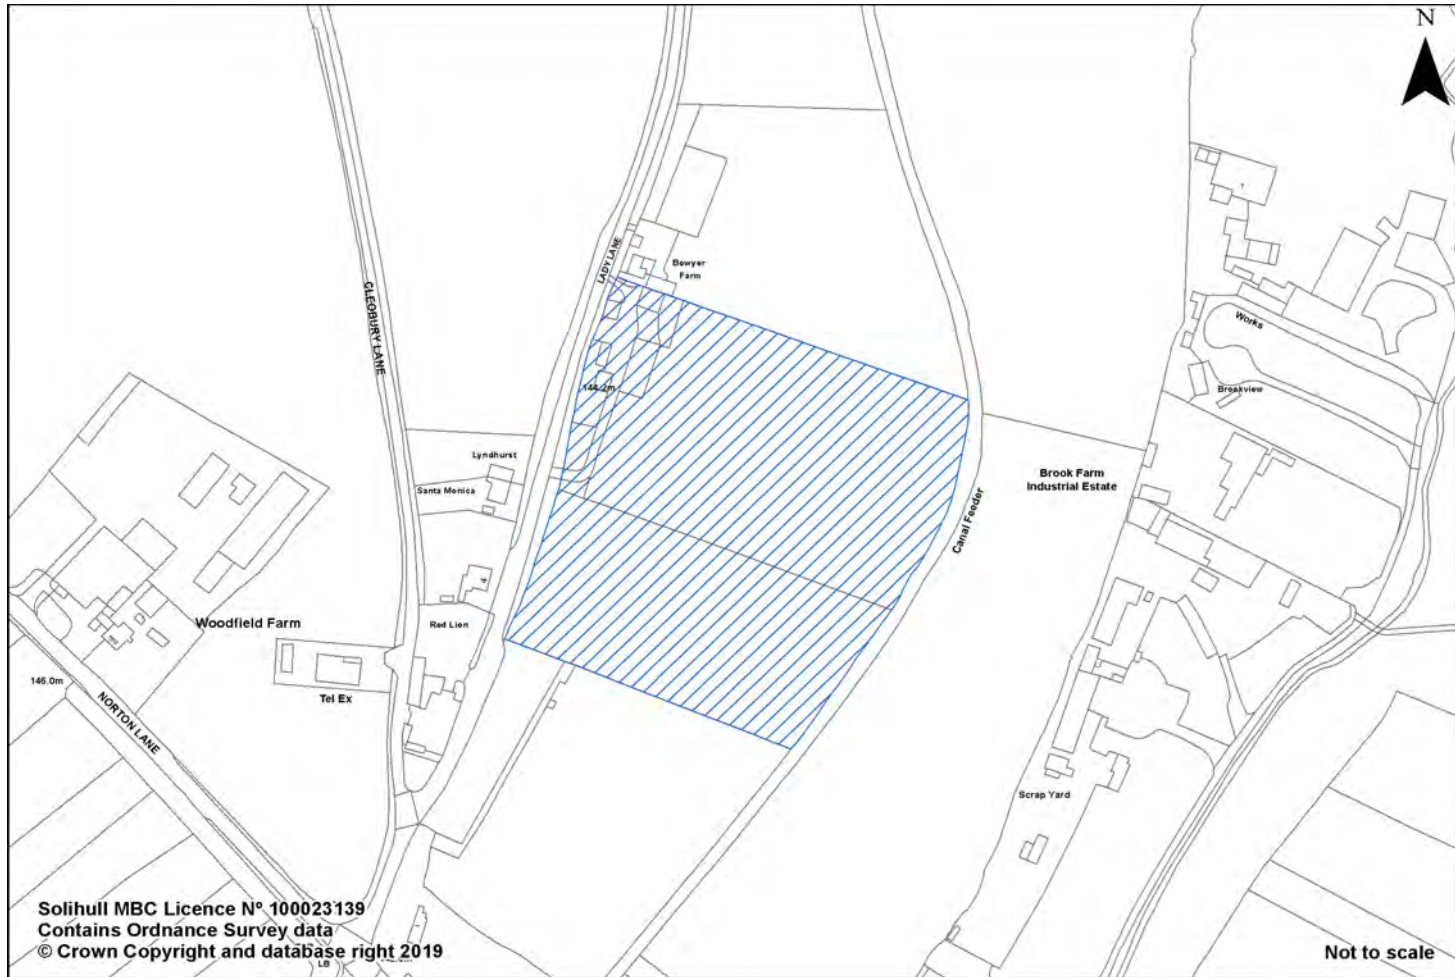 N
LADY LANE
Bowyer
Farm
CLEOBURY LANE
Works
144.2m
Brookview
Lyndhurst
Santa Monica
Brook Farm
Industrial Estate
Canal Feeder
Woodfield Farm
Red Lion
Tel Ex
146.0m
NORTON LANE
Scrap Yard
Solihull MBC Licence Nº 100023139
Contains Ordnance Survey data
© Crown Copyright and database right 2019
LB
Not to scale